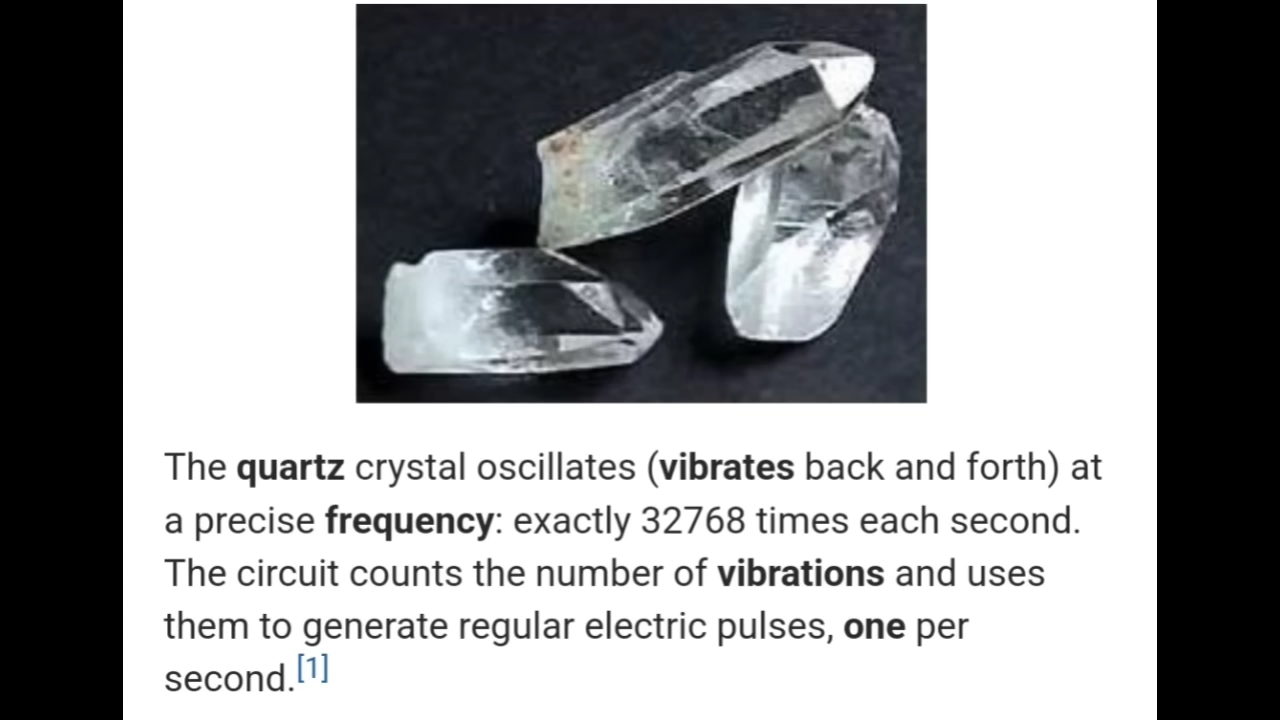 The quartz crystal oscillates (vibrates back and forth) at
a precise frequency: exactly 32768 times each second.
The circuit counts the number of vibrations and uses
them to generate regular electric pulses, one per
second.[1]